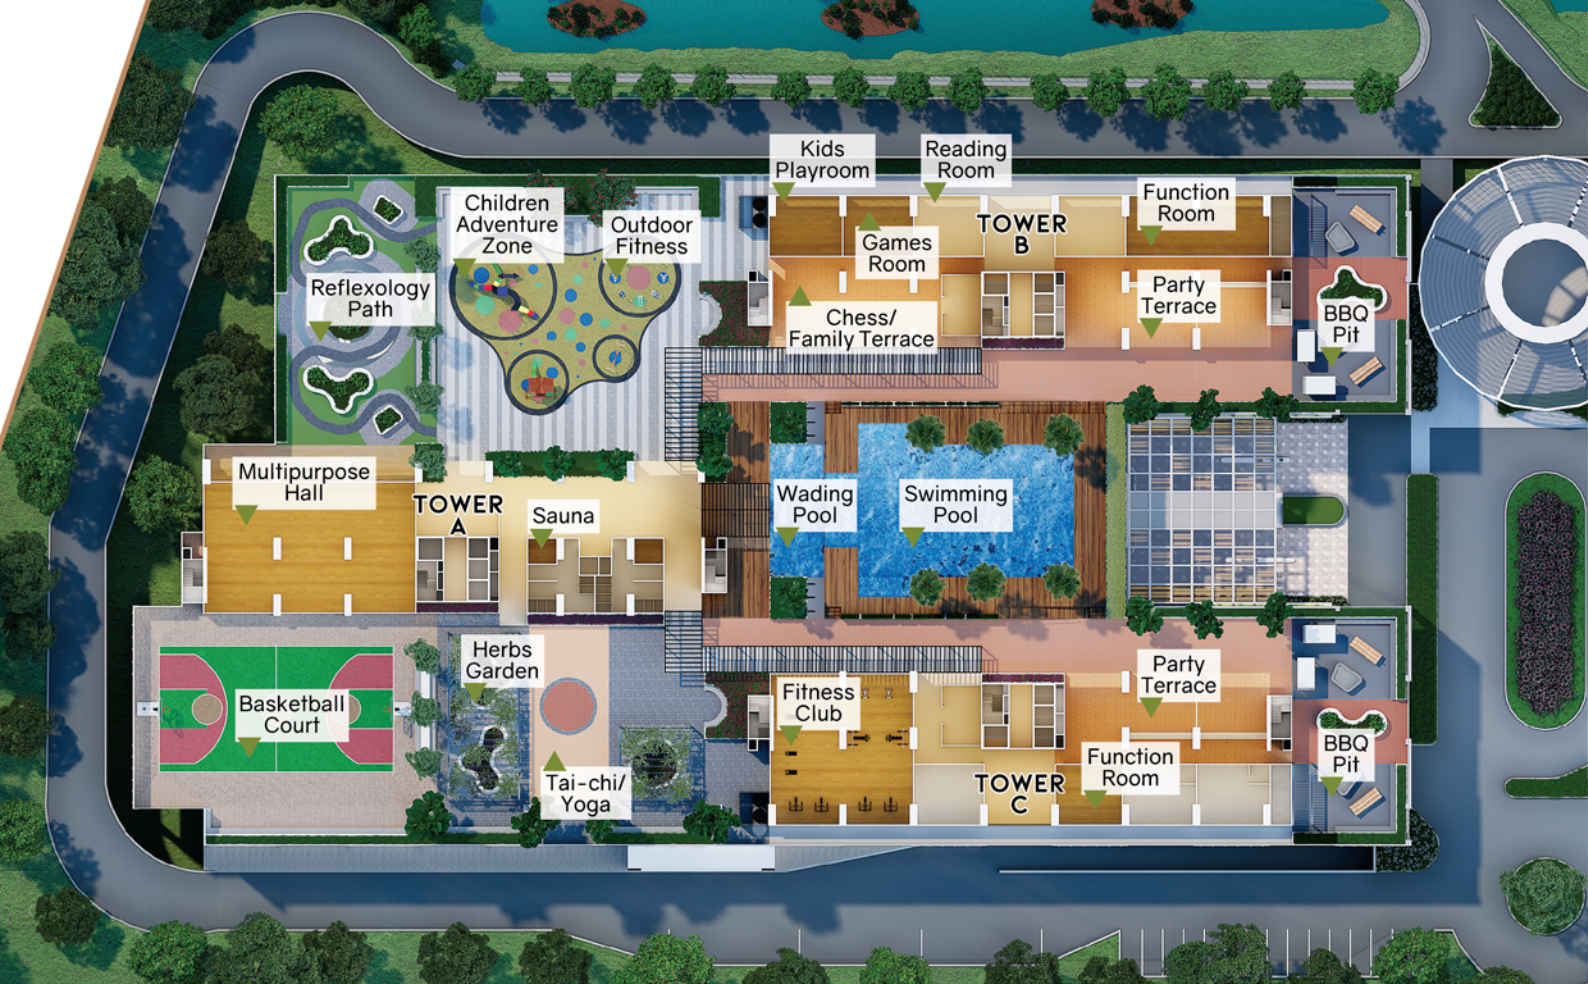 Kids
Playroom
Reading
Room
Function
Room
Children
Adventure
Zone
Outdoor
Fitness
TOWER
B
Games
Room
Reflexology
Path
Party
Terrace
Chess/
Family Terrace
BBQ
Pit
Multipurpose
Hall
TOWER
A
Sauna
Wading
Pool
Swimming
Pool
Herbs
Garden
Basketball
Court
Fitness
Club
Party
Terrace
Tai-chi/
Yoga
TOWER
C
Function
Room
BBQ
Pit